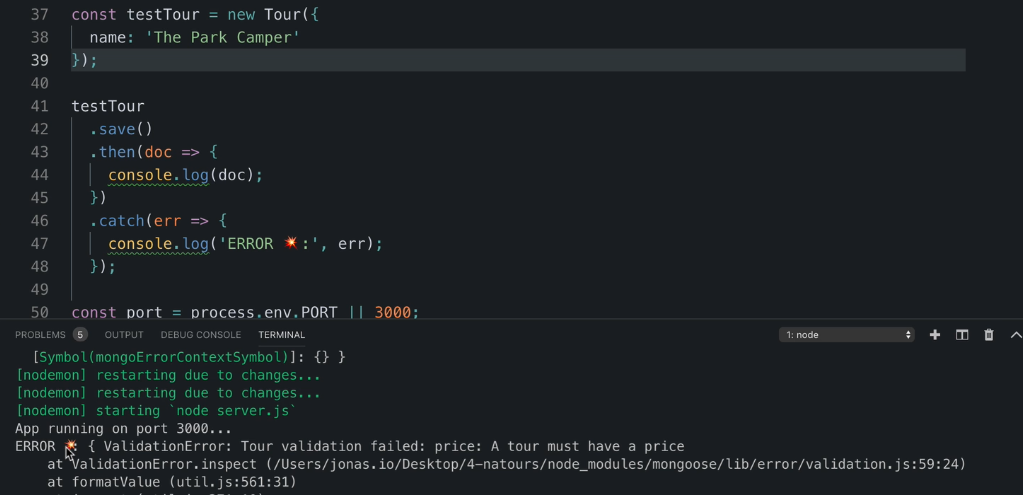 37 const testTour = new Tour({
38 name: 'The Park Camper'
39 });
40
41 testTour
42 .save()
43 .then(doc => {
44 console.log(doc);
45 })
46 .catch(err => {
47 console.log('ERROR 💥:', err);
48 });
49
50 const port = process.env.PORT || 3000;
PROBLEMS 5 OUTPUT DEBUG CONSOLE TERMINAL 1: node
[Symbol(mongoErrorContextSymbol)]: {} }
[nodemon] restarting due to changes...
[nodemon] restarting due to changes...
[nodemon] starting `node server.js`
App running on port 3000...
ERROR 💥: { ValidationError: Tour validation failed: price: A tour must have a price
at ValidationError.inspect (/Users/jonas.io/Desktop/4-natours/node_modules/mongoose/lib/error/validation.js:59:24)
at formatValue (util.js:561:31)